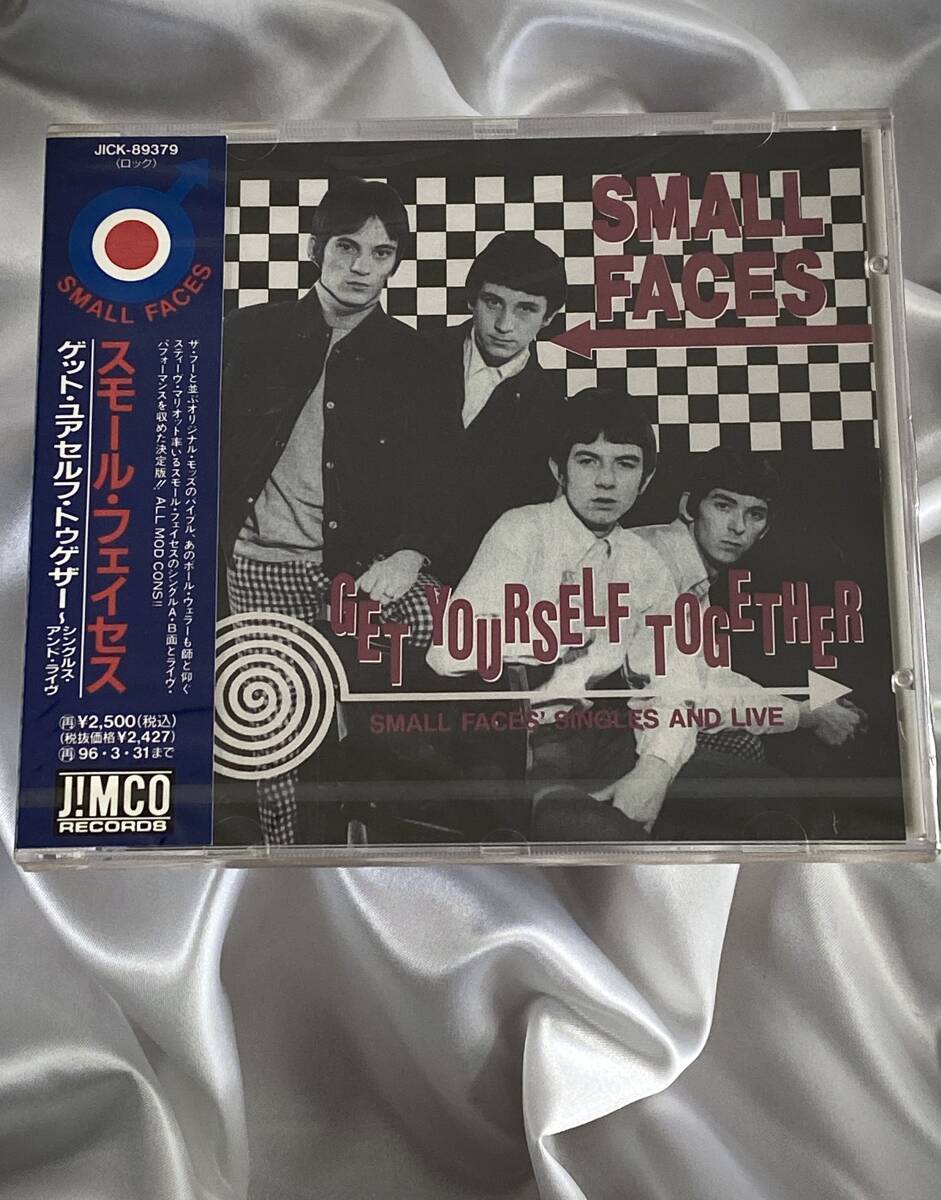 JICK-89379
(ロック)
SMALL FACES
スモール・フェイセス
ゲット・ユアセルフ・トゥゲザー〜
シングルス・
アンド・ライヴ
ザ・フーと並ぶオリジナル・モッズのバイブル、あのポール・ウェラーも師と仰ぐ
スティーヴ・マリオット率いるスモール・フェイセスのシングルA・B面とライヴ・
パフォーマンスを収めた決定版!! ALL MOD CONS!!
再¥2,500(税込)
(税抜価格¥2,427)
再96・3・31まで
J!MCO
RECORDS
SMALL
FACES
GET YOURSELF TOGETHER
SMALL FACES' SINGLES AND LIVE